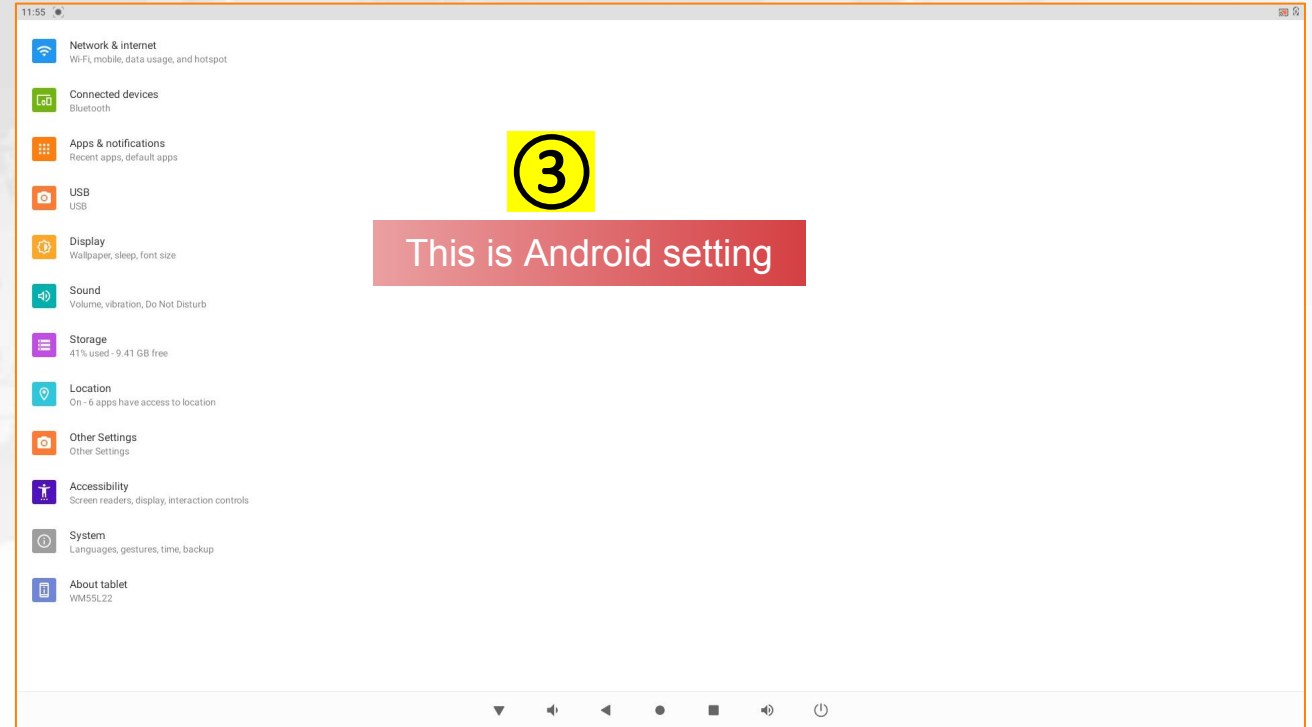 11:55
Network & internet
Wi-Fi, mobile, data usage, and hotspot
Connected devices
Bluetooth
Apps & notifications
Recent apps, default apps
USB
USB
Display
Wallpaper, sleep, font size
Sound
Volume, vibration, Do Not Disturb
Storage
41% used - 9.41 GB free
Location
On - 6 apps have access to location
Other Settings
Other Settings
Accessibility
Screen readers, display, interaction controls
System
Languages, gestures, time, backup
About tablet
WM55L22
③
This is Android setting